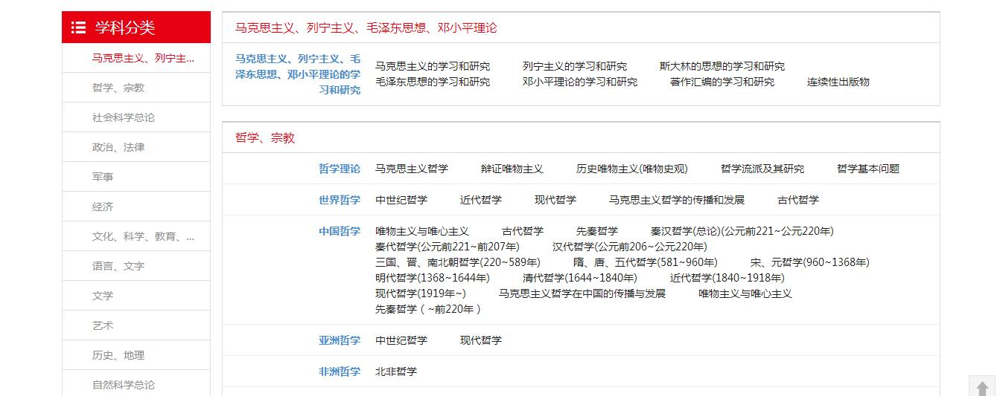 学科分类
马克思主义、列宁主...
哲学、宗教
社会科学总论
政治、法律
军事
经济
文化、科学、教育、...
语言、文字
文学
艺术
历史、地理
自然科学总论
马克思主义、列宁主义、毛泽东思想、邓小平理论
马克思主义、列宁主义、毛
泽东思想、邓小平理论的学
习和研究
马克思主义的学习和研究 列宁主义的学习和研究 斯大林的思想的学习和研究
毛泽东思想的学习和研究 邓小平理论的学习和研究 著作汇编的学习和研究 连续性出版物
哲学、宗教
哲学理论 马克思主义哲学 辩证唯物主义 历史唯物主义(唯物史观) 哲学流派及其研究 哲学基本问题
世界哲学 中世纪哲学 近代哲学 现代哲学 马克思主义哲学的传播和发展 古代哲学
中国哲学 唯物主义与唯心主义 古代哲学 先秦哲学 秦汉哲学(总论)(公元前221~公元220年)
秦代哲学(公元前221~前207年) 汉代哲学(公元前206~公元220年)
三国、晋、南北朝哲学(220~589年) 隋、唐、五代哲学(581~960年) 宋、元哲学(960~1368年)
明代哲学(1368~1644年) 清代哲学(1644~1840年) 近代哲学(1840~1918年)
现代哲学(1919年~) 马克思主义哲学在中国的传播与发展 唯物主义与唯心主义
先秦哲学（~前220年）
亚洲哲学 中世纪哲学 现代哲学
非洲哲学 北非哲学